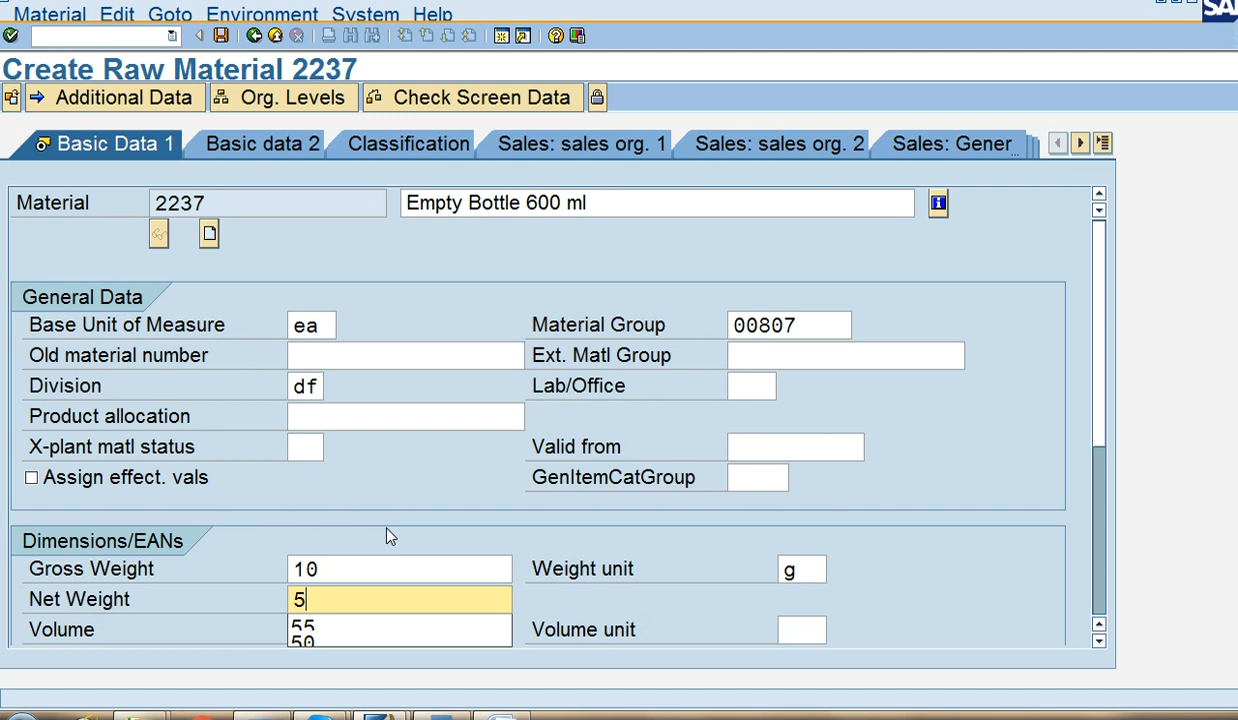 Material Edit Goto Environment System Help
SA
Create Raw Material 2237
Additional Data Org. Levels Check Screen Data
Basic Data 1 Basic data 2 Classification Sales: sales org. 1 Sales: sales org. 2 Sales: Gener...
Material 2237 Empty Bottle 600 ml
General Data
Base Unit of Measure ea Material Group 00807
Old material number Ext. Matl Group
Division df Lab/Office
Product allocation
X-plant matl status Valid from
Assign effect. vals GenItemCatGroup
Dimensions/EANs
Gross Weight 10 Weight unit g
Net Weight 5
Volume 55 Volume unit
50